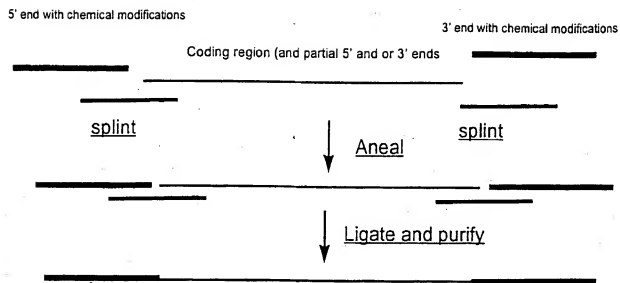 5' end with chemical modifications
3' end with chemical modifications
Coding region (and partial 5' and or 3' ends
splint
splint
Aneal
Ligate and purify